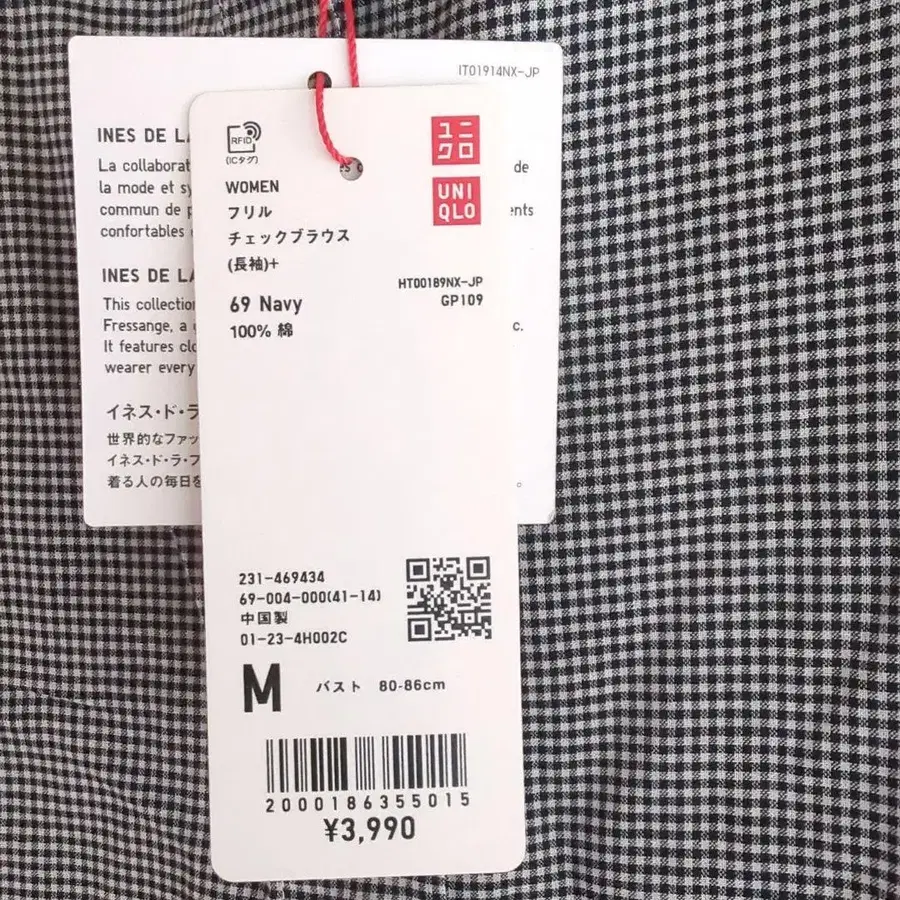 IT01914NX-JP
INES DE LA
La collaborat
la mode et sy
commun de p
confortables
de
ents
INES DE LA
This collection
Fressange, a
It features clo
wearer every
c.
イネス・ド・ラ
世界的なファッ
イネス・ド・ラ・フ
着る人の毎日を
。
RFID
(ICタグ)
ユニ
クロ
UNI
QLO
WOMEN
フリル
チェックブラウス
(長袖)+
HT00189NX-JP
GP109
69 Navy
100% 綿
231-469434
69-004-000(41-14)
中国製
01-23-4H002C
M バスト 80-86cm
2000186355015
¥3,990